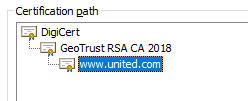 Certification path
DigiCert
GeoTrust RSA CA 2018
www.united.com